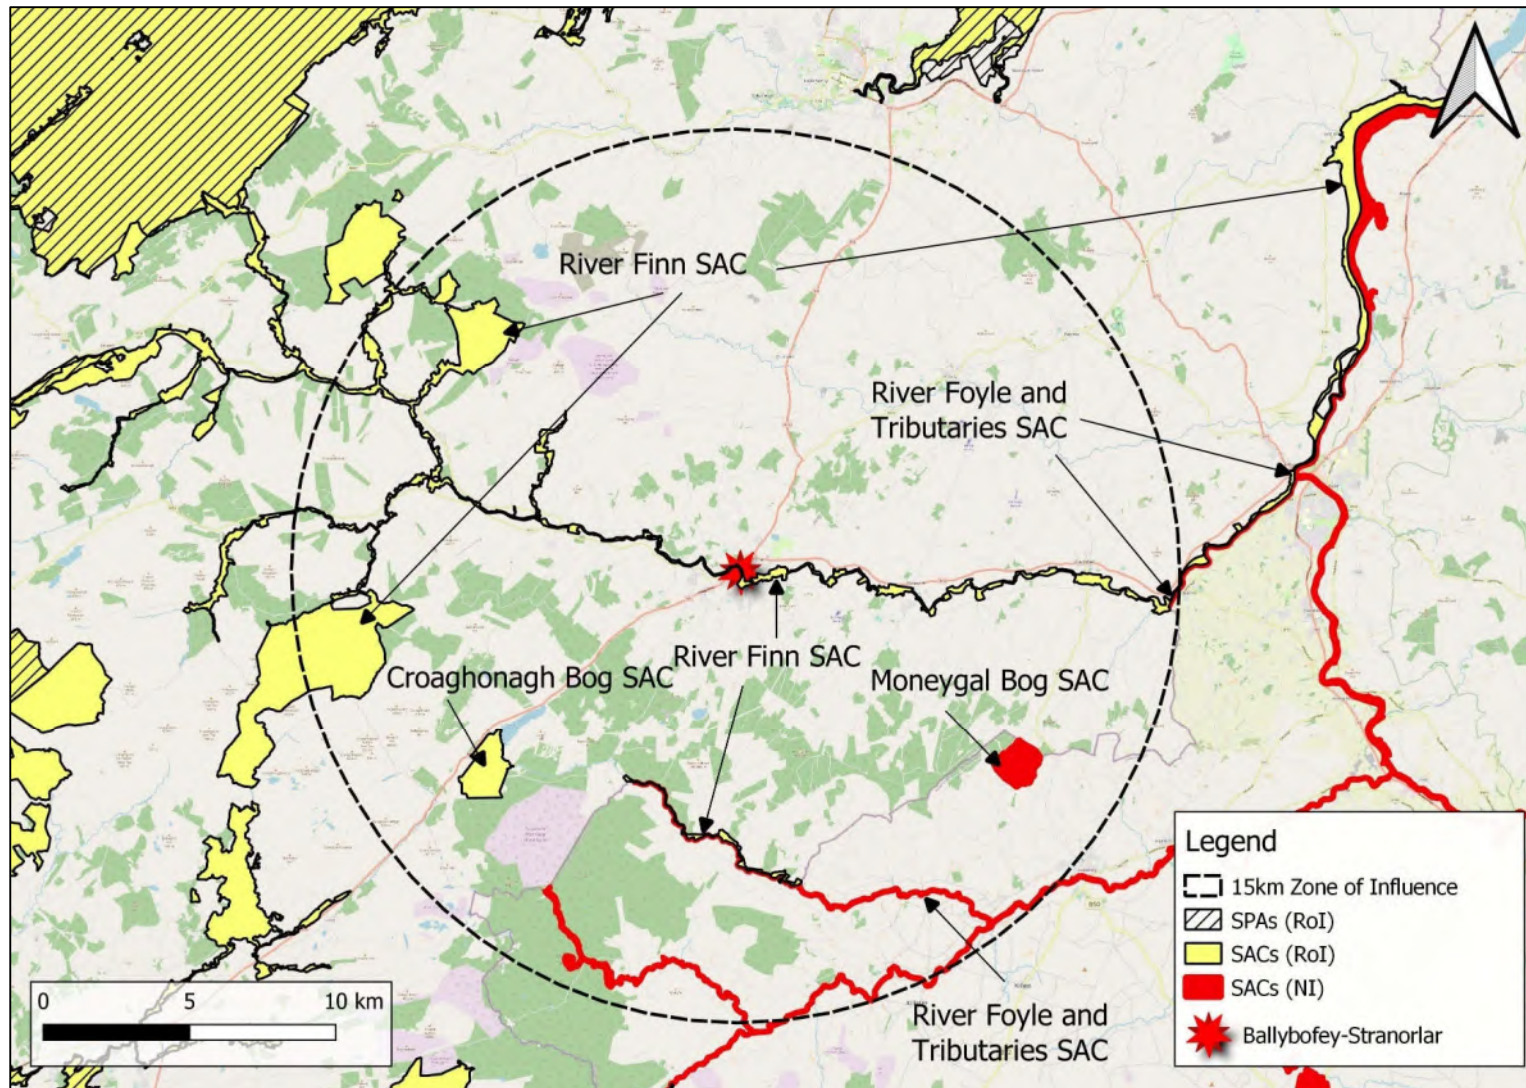 River Finn SAC
River Foyle and
Tributaries SAC
River Finn SAC
Croaghonagh Bog SAC
Moneygal Bog SAC
River Foyle and
Tributaries SAC
0 5 10 km
Legend
15km Zone of Influence
SPAs (RoI)
SACs (RoI)
SACs (NI)
Ballybofey-Stranorlar